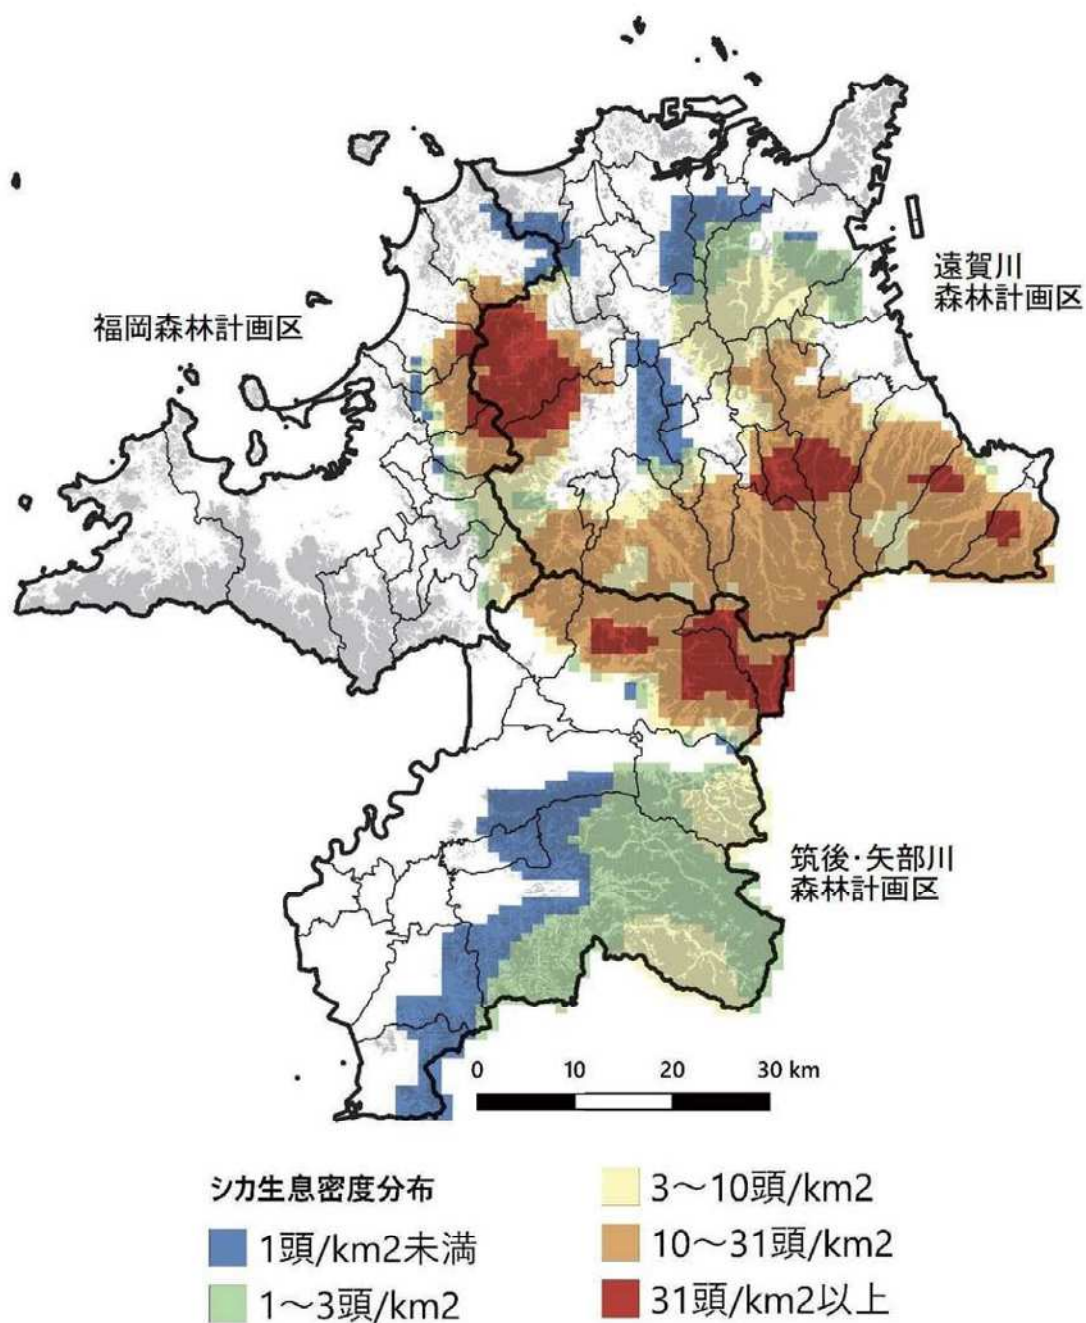 遠賀川
森林計画区
福岡森林計画区
筑後・矢部川
森林計画区
0 10 20 30 km
シカ生息密度分布
1頭/km2未満
1～3頭/km2
3～10頭/km2
10～31頭/km2
31頭/km2以上